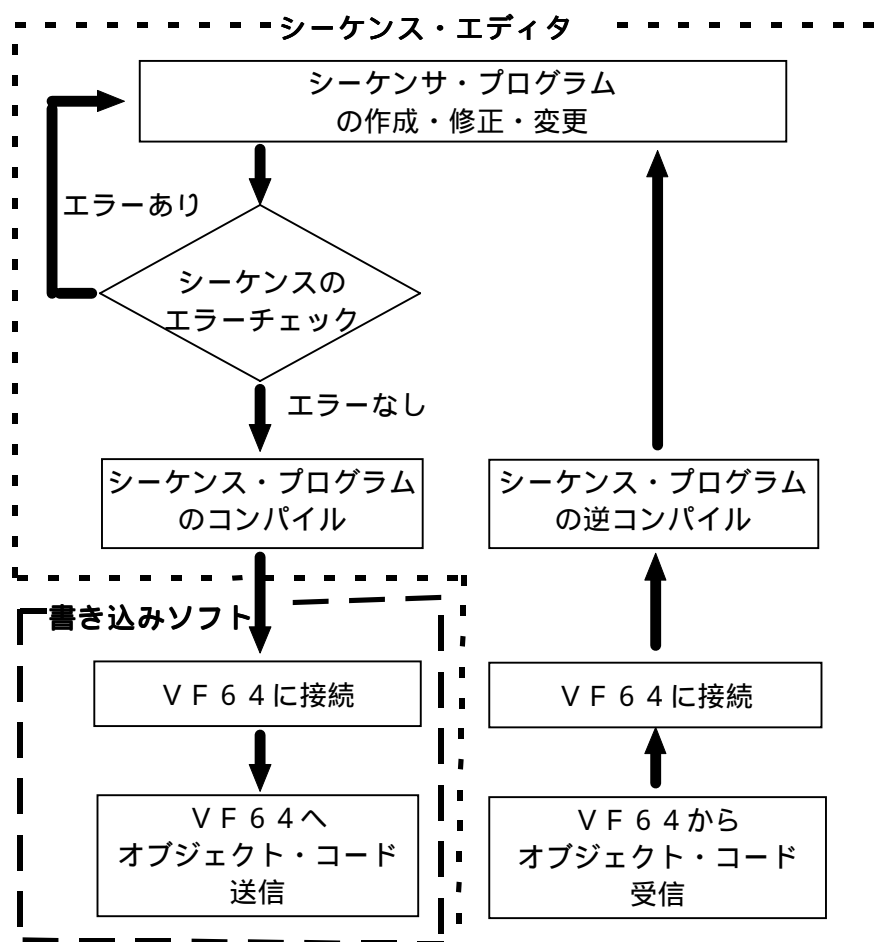 シーケンス・エディタ
シーケンサ・プログラム
の作成・修正・変更
エラーあり
シーケンスの
エラーチェック
エラーなし
シーケンス・プログラム
のコンパイル
シーケンス・プログラム
の逆コンパイル
書き込みソフト
ＶＦ６４に接続
ＶＦ６４に接続
ＶＦ６４へ
オブジェクト・コード
送信
ＶＦ６４から
オブジェクト・コード
受信